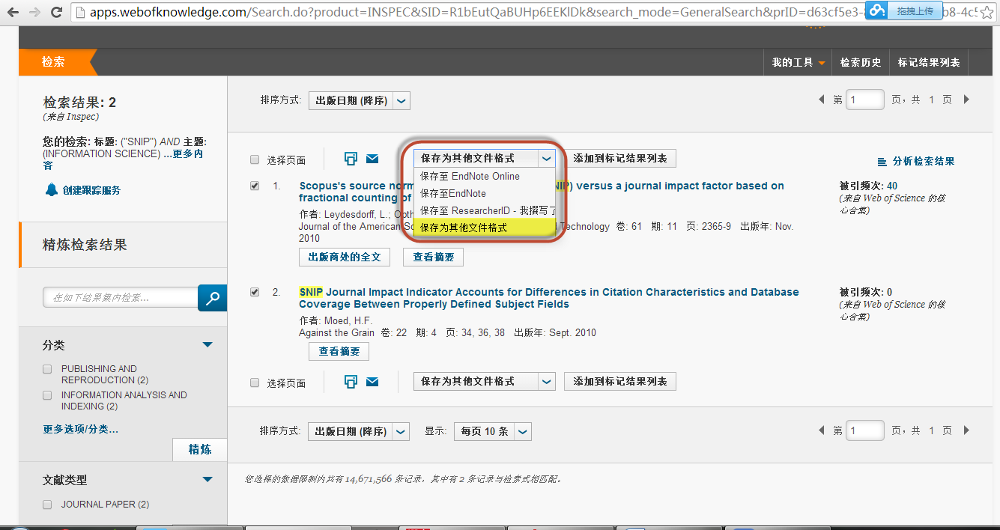 apps.webofknowledge.com/Search.do?product=INSPEC&SID=R1bEutQaBUHp6EEKlDk&search_mode=GeneralSearch&prID=d63cf5e3-
拖拽上传
b8-4c5
检索
我的工具
检索历史
标记结果列表
检索结果: 2
(来自 Inspec)
您的检索: 标题: ("SNIP") AND 主题:
(INFORMATION SCIENCE) ...更多内
容
创建跟踪服务
精炼检索结果
在如下结果集内检索...
分类
PUBLISHING AND
REPRODUCTION (2)
INFORMATION ANALYSIS AND
INDEXING (2)
更多选项/分类...
精炼
文献类型
JOURNAL PAPER (2)
排序方式: 出版日期 (降序)
第 1 页，共 1 页
选择页面
保存为其他文件格式
添加到标记结果列表
分析检索结果
保存至 EndNote Online
保存至EndNote
保存至 ResearcherID - 我撰写了
保存为其他文件格式
1. Scopus's source norm NIP) versus a journal impact factor based on
fractional counting of
作者: Leydesdorff, L.; Opth
Journal of the American So Technology 卷: 61 期: 11 页: 2365-9 出版年: Nov.
2010
出版商处的全文
查看摘要
被引频次: 40
(来自 Web of Science 的核
心合集)
2. SNIP Journal Impact Indicator Accounts for Differences in Citation Characteristics and Database
Coverage Between Properly Defined Subject Fields
作者: Moed, H.F.
Against the Grain 卷: 22 期: 4 页: 34, 36, 38 出版年: Sept. 2010
查看摘要
被引频次: 0
(来自 Web of Science 的核
心合集)
选择页面
保存为其他文件格式
添加到标记结果列表
排序方式: 出版日期 (降序) 显示: 每页 10 条
第 1 页，共 1 页
您选择的数据限制内共有 14,671,566 条记录，其中有 2 条记录与检索式相匹配。